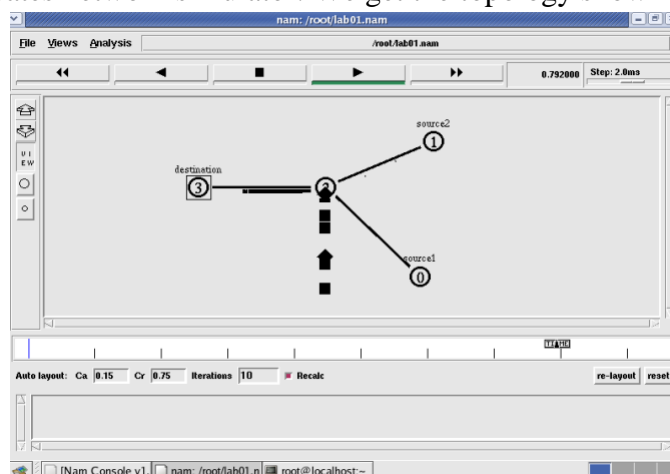 nam: /root/lab01.nam
File Views Analysis /root/lab01.nam
0.792000 Step: 2.0ms
source2
1
destination
3
source1
0
VIEW
TIME
Auto layout: Ca 0.15 Cr 0.75 Iterations 10 Recalc re-layout reset
[Nam Console v1. nam: /root/lab01.n root@localhost:~